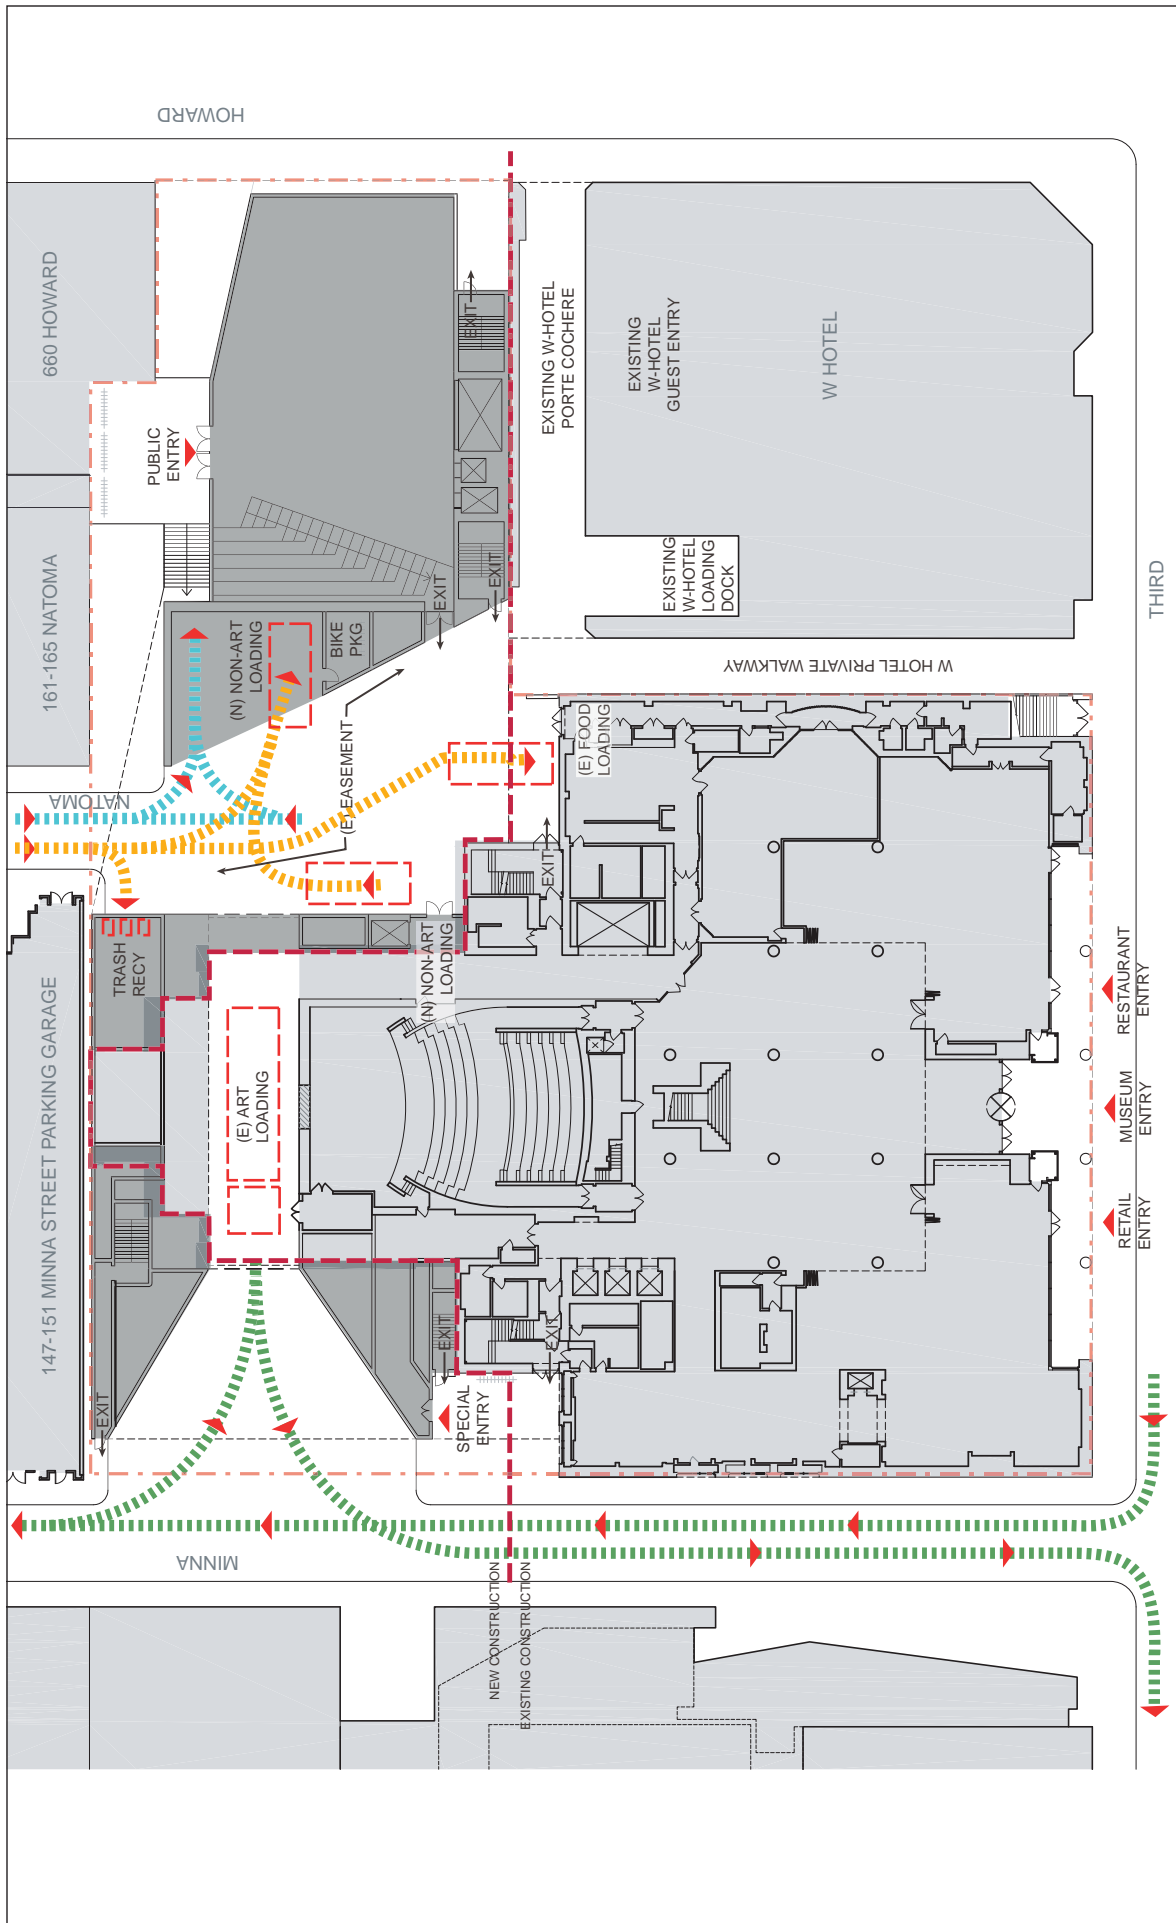 HOWARD
660 HOWARD
PUBLIC
ENTRY
EXIT
EXISTING W-HOTEL
PORTE COCHERE
EXISTING
W-HOTEL
GUEST ENTRY
W HOTEL
161-165 NATOMA
(N) NON-ART
LOADING
BIKE
PKG
EXIT
EXIT
EXISTING
W-HOTEL
LOADING
DOCK
THIRD
W HOTEL PRIVATE WALKWAY
NATOMA
(E) EASEMENT
(E) FOOD
LOADING
EXIT
147-151 MINNA STREET PARKING GARAGE
TRASH
RECY
(N) NON-ART
LOADING
(E) ART
LOADING
RESTAURANT
ENTRY
MUSEUM
ENTRY
RETAIL
ENTRY
EXIT
EXIT
EXIT
SPECIAL
ENTRY
MINNA
NEW CONSTRUCTION
EXISTING CONSTRUCTION